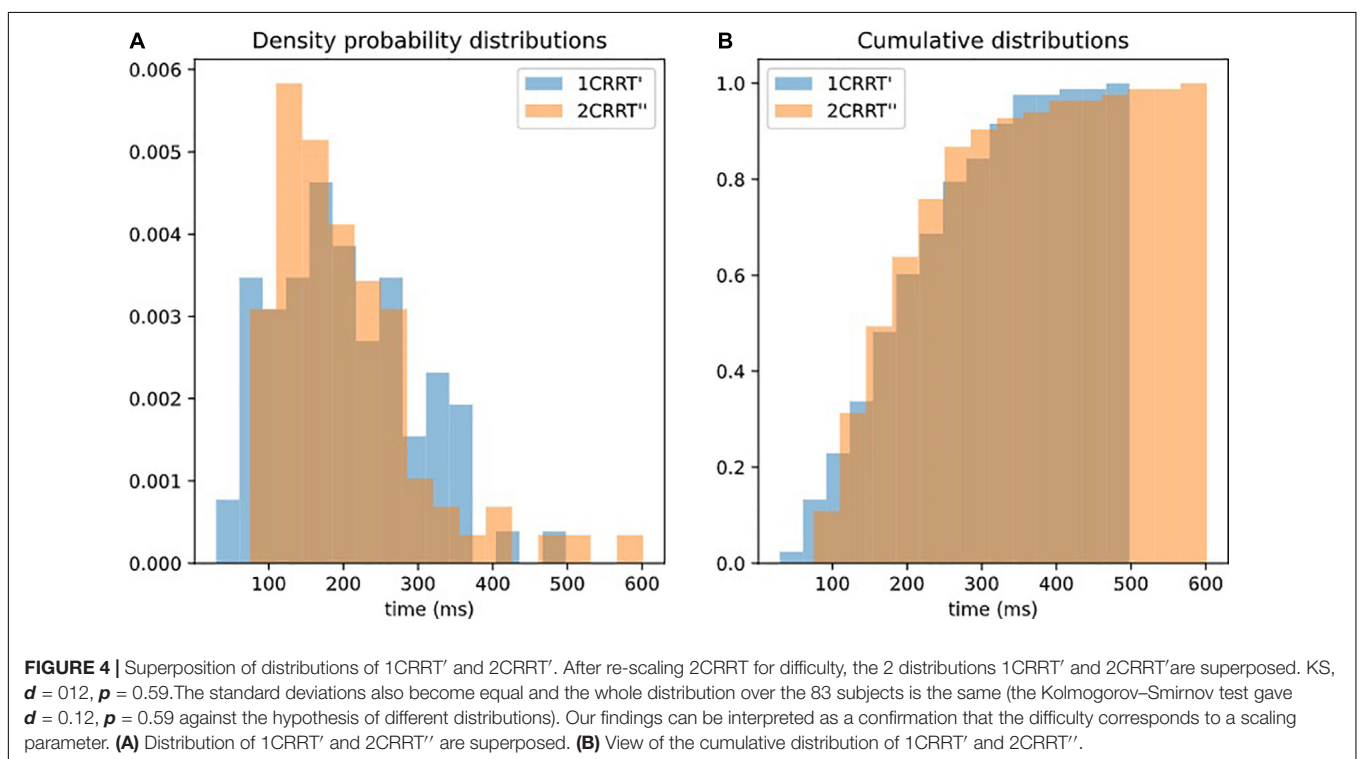 A
Density probability distributions
0.006
0.005
0.004
0.003
0.002
0.001
0.000
1CRRT'
2CRRT''
100 200 300 400 500 600
time (ms)
B
Cumulative distributions
1.0
0.8
0.6
0.4
0.2
0.0
1CRRT'
2CRRT''
100 200 300 400 500 600
time (ms)
FIGURE 4 | Superposition of distributions of 1CRRT′ and 2CRRT′. After re-scaling 2CRRT for difficulty, the 2 distributions 1CRRT′ and 2CRRT′are superposed. KS,
d = 012, p = 0.59.The standard deviations also become equal and the whole distribution over the 83 subjects is the same (the Kolmogorov–Smirnov test gave
d = 0.12, p = 0.59 against the hypothesis of different distributions). Our findings can be interpreted as a confirmation that the difficulty corresponds to a scaling
parameter. (A) Distribution of 1CRRT′ and 2CRRT′′ are superposed. (B) View of the cumulative distribution of 1CRRT′ and 2CRRT′′.